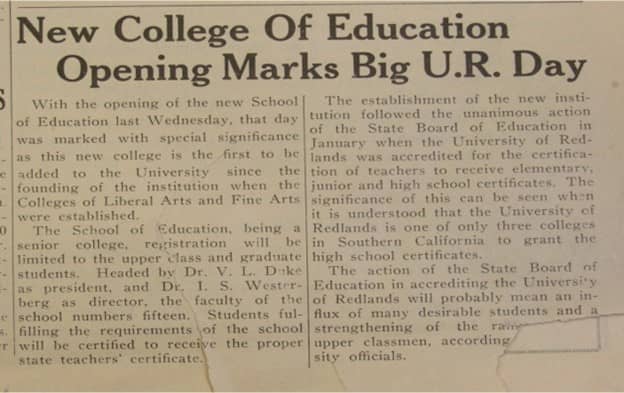 New College Of Education
Opening Marks Big U.R. Day
With the opening of the new School
of Education last Wednesday, that day
was marked with special significance
as this new college is the first to be
added to the University since the
founding of the institution when the
Colleges of Liberal Arts and Fine Arts
were established.
The School of Education, being a
senior college, registration will be
limited to the upper class and graduate
students. Headed by Dr. V. L. Duke
as president, and Dr. I. S. Wester-
berg as director, the faculty of the
school numbers fifteen. Students ful-
filling the requirements of the school
will be certified to receive the proper
state teachers' certificate.
The establishment of the new insti-
tution followed the unanimous action
of the State Board of Education in
January when the University of Red-
lands was accredited for the certifica-
tion of teachers to receive elementary,
junior and high school certificates. The
significance of this can be seen when
it is understood that the University of
Redlands is one of only three colleges
in Southern California to grant the
high school certificates.
The action of the State Board of
Education in accrediting the University
of Redlands will probably mean an in-
flux of many desirable students and a
strengthening of the
upper classmen, according
sity officials.